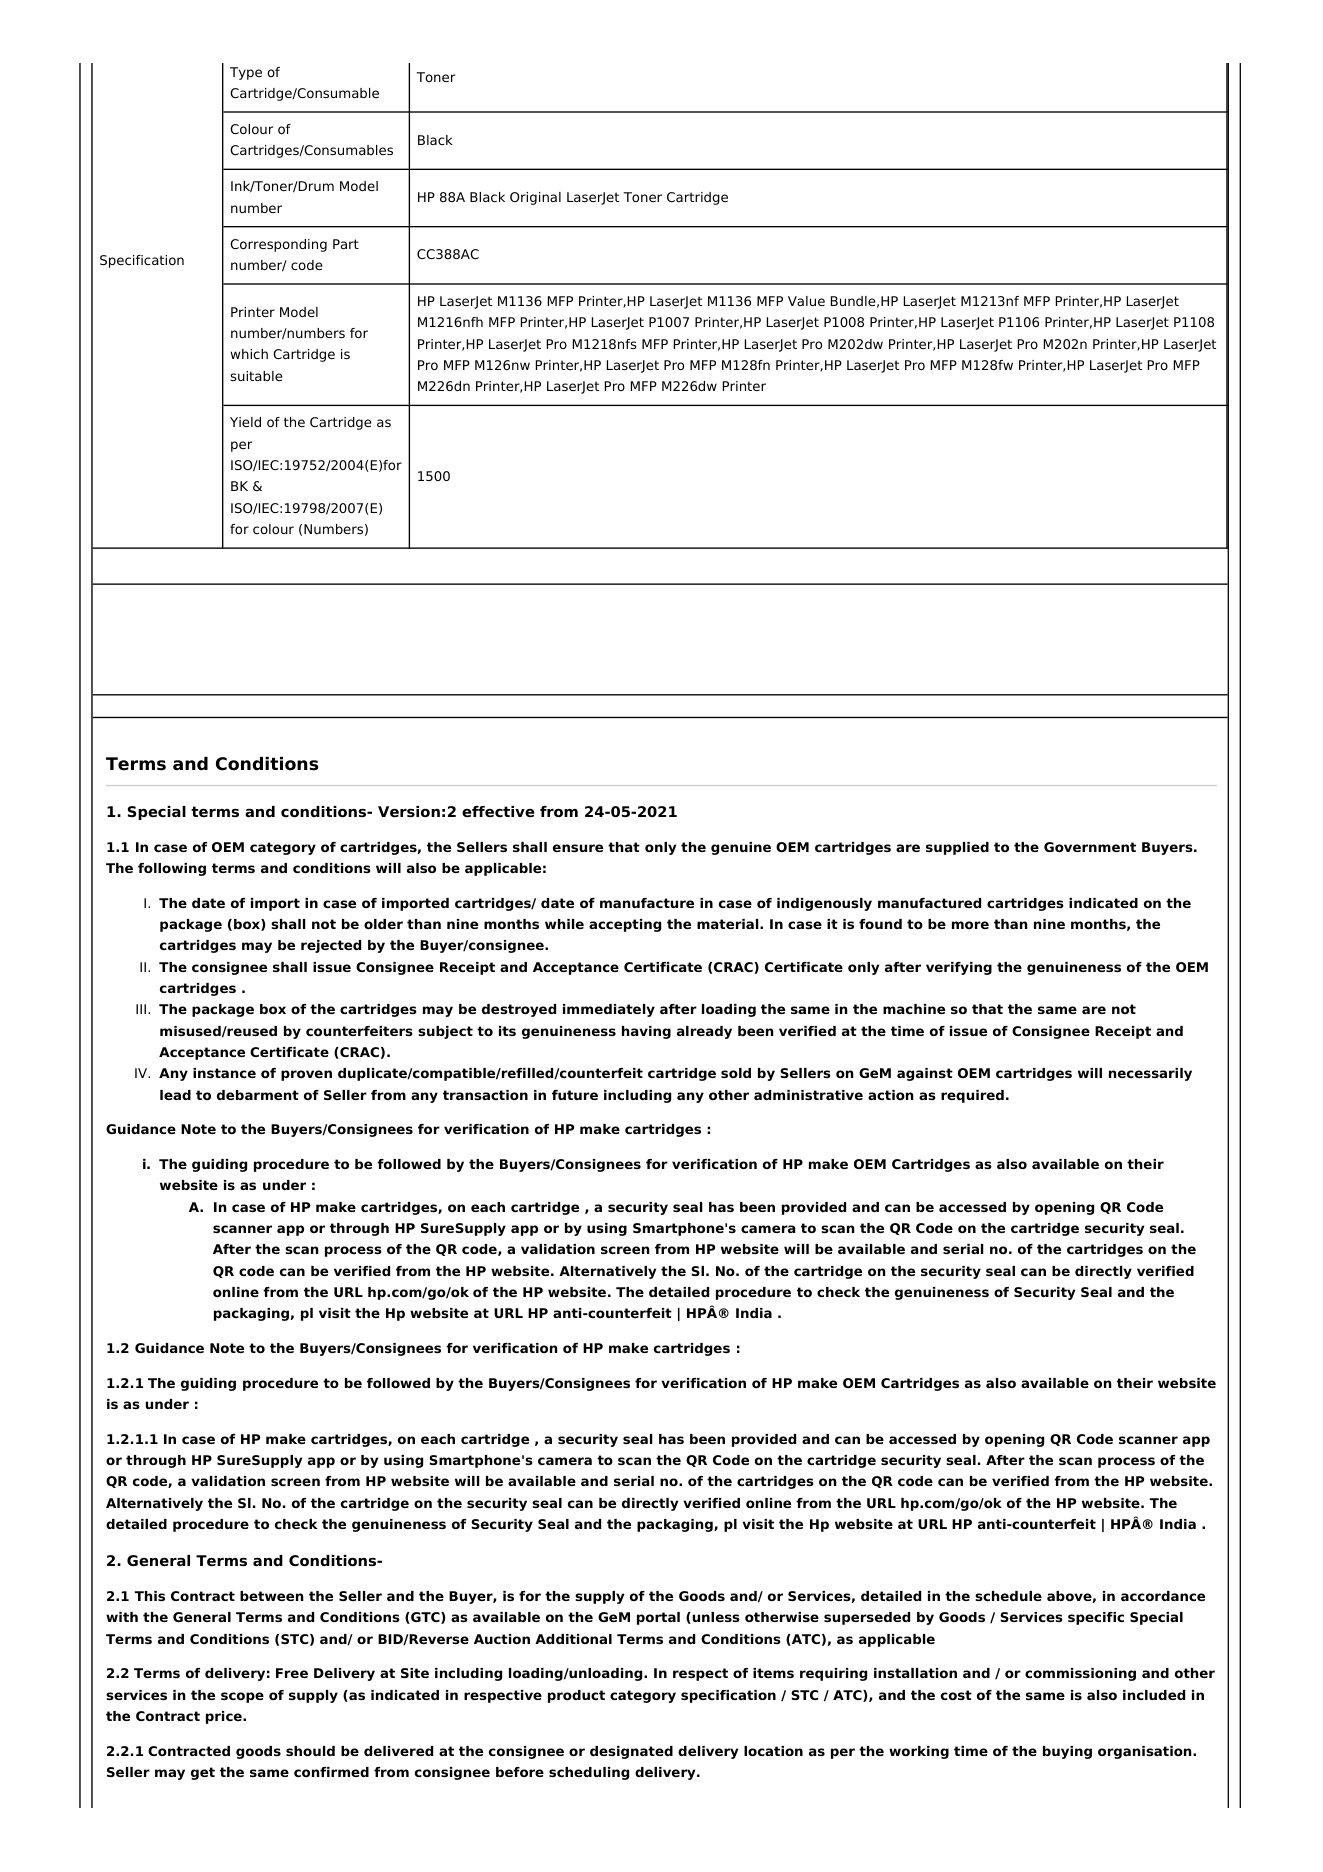 Type of
Cartridge/Consumable
Toner
Colour of
Cartridges/Consumables
Black
Ink/Toner/Drum Model
number
HP 88A Black Original LaserJet Toner Cartridge
Specification
Corresponding Part
number/ code
CC388AC
Printer Model
number/numbers for
which Cartridge is
suitable
HP LaserJet M1136 MFP Printer,HP LaserJet M1136 MFP Value Bundle,HP LaserJet M1213nf MFP Printer,HP LaserJet
M1216nfh MFP Printer,HP LaserJet P1007 Printer,HP LaserJet P1008 Printer,HP LaserJet P1106 Printer,HP LaserJet P1108
Printer,HP LaserJet Pro M1218nfs MFP Printer,HP LaserJet Pro M202dw Printer,HP LaserJet Pro M202n Printer,HP LaserJet
Pro MFP M126nw Printer,HP LaserJet Pro MFP M128fn Printer,HP LaserJet Pro MFP M128fw Printer,HP LaserJet Pro MFP
M226dn Printer,HP LaserJet Pro MFP M226dw Printer
Yield of the Cartridge as
per
ISO/IEC:19752/2004(E)for
BK &
ISO/IEC:19798/2007(E)
for colour (Numbers)
1500
Terms and Conditions
1. Special terms and conditions- Version:2 effective from 24-05-2021
1.1 In case of OEM category of cartridges, the Sellers shall ensure that only the genuine OEM cartridges are supplied to the Government Buyers.
The following terms and conditions will also be applicable:
I. The date of import in case of imported cartridges/ date of manufacture in case of indigenously manufactured cartridges indicated on the
package (box) shall not be older than nine months while accepting the material. In case it is found to be more than nine months, the
cartridges may be rejected by the Buyer/consignee.
II. The consignee shall issue Consignee Receipt and Acceptance Certificate (CRAC) Certificate only after verifying the genuineness of the OEM
cartridges .
III. The package box of the cartridges may be destroyed immediately after loading the same in the machine so that the same are not
misused/reused by counterfeiters subject to its genuineness having already been verified at the time of issue of Consignee Receipt and
Acceptance Certificate (CRAC).
IV. Any instance of proven duplicate/compatible/refilled/counterfeit cartridge sold by Sellers on GeM against OEM cartridges will necessarily
lead to debarment of Seller from any transaction in future including any other administrative action as required.
Guidance Note to the Buyers/Consignees for verification of HP make cartridges :
i. The guiding procedure to be followed by the Buyers/Consignees for verification of HP make OEM Cartridges as also available on their
website is as under :
A. In case of HP make cartridges, on each cartridge , a security seal has been provided and can be accessed by opening QR Code
scanner app or through HP SureSupply app or by using Smartphone's camera to scan the QR Code on the cartridge security seal.
After the scan process of the QR code, a validation screen from HP website will be available and serial no. of the cartridges on the
QR code can be verified from the HP website. Alternatively the Sl. No. of the cartridge on the security seal can be directly verified
online from the URL hp.com/go/ok of the HP website. The detailed procedure to check the genuineness of Security Seal and the
packaging, pl visit the Hp website at URL HP anti-counterfeit | HPÂ® India .
1.2 Guidance Note to the Buyers/Consignees for verification of HP make cartridges :
1.2.1 The guiding procedure to be followed by the Buyers/Consignees for verification of HP make OEM Cartridges as also available on their website
is as under :
1.2.1.1 In case of HP make cartridges, on each cartridge , a security seal has been provided and can be accessed by opening QR Code scanner app
or through HP SureSupply app or by using Smartphone's camera to scan the QR Code on the cartridge security seal. After the scan process of the
QR code, a validation screen from HP website will be available and serial no. of the cartridges on the QR code can be verified from the HP website.
Alternatively the Sl. No. of the cartridge on the security seal can be directly verified online from the URL hp.com/go/ok of the HP website. The
detailed procedure to check the genuineness of Security Seal and the packaging, pl visit the Hp website at URL HP anti-counterfeit | HPÂ® India .
2. General Terms and Conditions-
2.1 This Contract between the Seller and the Buyer, is for the supply of the Goods and/ or Services, detailed in the schedule above, in accordance
with the General Terms and Conditions (GTC) as available on the GeM portal (unless otherwise superseded by Goods / Services specific Special
Terms and Conditions (STC) and/ or BID/Reverse Auction Additional Terms and Conditions (ATC), as applicable
2.2 Terms of delivery: Free Delivery at Site including loading/unloading. In respect of items requiring installation and / or commissioning and other
services in the scope of supply (as indicated in respective product category specification / STC / ATC), and the cost of the same is also included in
the Contract price.
2.2.1 Contracted goods should be delivered at the consignee or designated delivery location as per the working time of the buying organisation.
Seller may get the same confirmed from consignee before scheduling delivery.